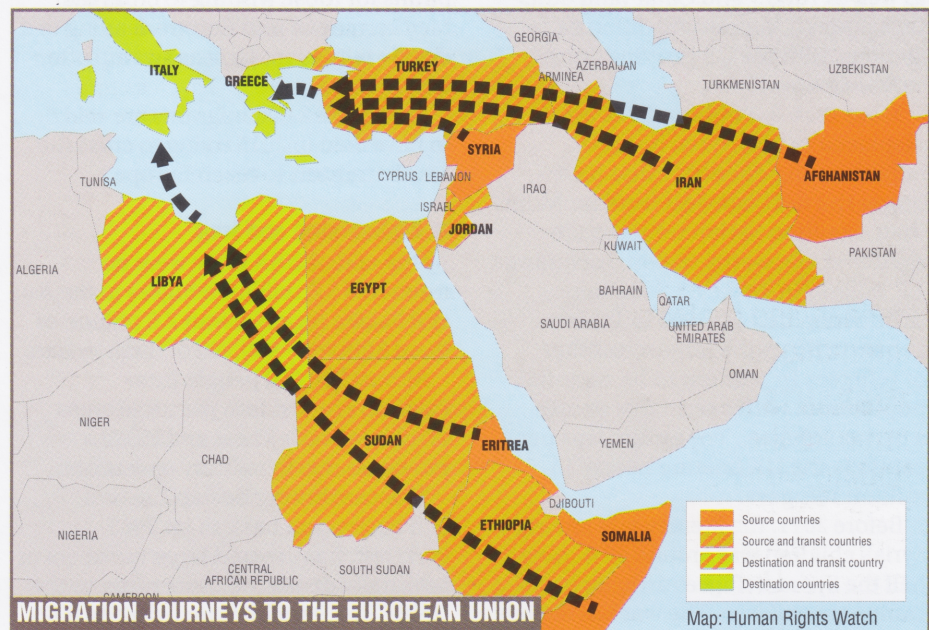 GEORGIA
UZBEKISTAN
ITALY
GREECE
TURKEY
AZERBAIJAN
ARMINEA
TURKMENISTAN
SYRIA
AFGHANISTAN
TUNISA
CYPRUS
LEBANON
IRAQ
IRAN
ISRAEL
JORDAN
KUWAIT
PAKISTAN
ALGERIA
LIBYA
EGYPT
BAHRAIN
QATAR
SAUDI ARABIA
UNITED ARAB
EMIRATES
OMAN
NIGER
SUDAN
ERITREA
YEMEN
CHAD
DJIBOUTI
NIGERIA
ETHIOPIA
SOMALIA
CENTRAL
AFRICAN REPUBLIC
SOUTH SUDAN
CAMEROON
Source countries
Source and transit countries
Destination and transit country
Destination countries
MIGRATION JOURNEYS TO THE EUROPEAN UNION
Map: Human Rights Watch